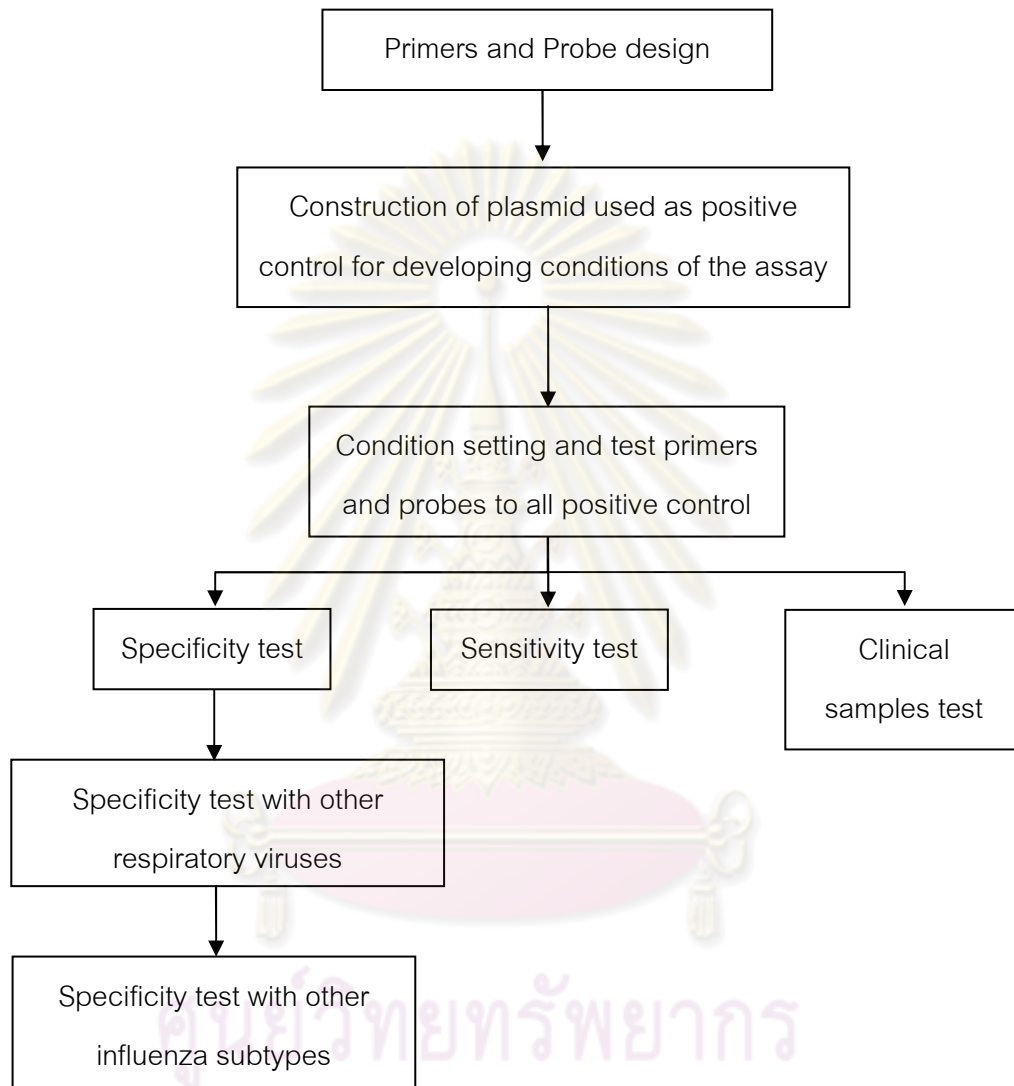 Primers and Probe design
Construction of plasmid used as positive
control for developing conditions of the assay
Condition setting and test primers
and probes to all positive control
Specificity test
Sensitivity test
Clinical
samples test
Specificity test with other
respiratory viruses
Specificity test with other
influenza subtypes
ศูนย์วิทยทรัพยากร